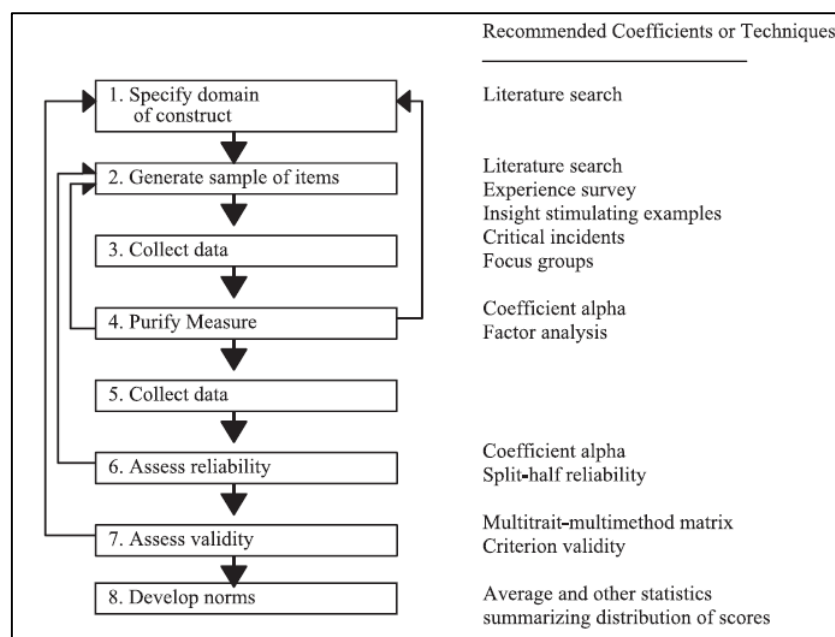 Recommended Coefficients or Techniques
1. Specify domain
of construct
Literature search
2. Generate sample of items
Literature search
Experience survey
Insight stimulating examples
Critical incidents
Focus groups
3. Collect data
4. Purify Measure
Coefficient alpha
Factor analysis
5. Collect data
6. Assess reliability
Coefficient alpha
Split-half reliability
7. Assess validity
Multitrait-multimethod matrix
Criterion validity
8. Develop norms
Average and other statistics
summarizing distribution of scores